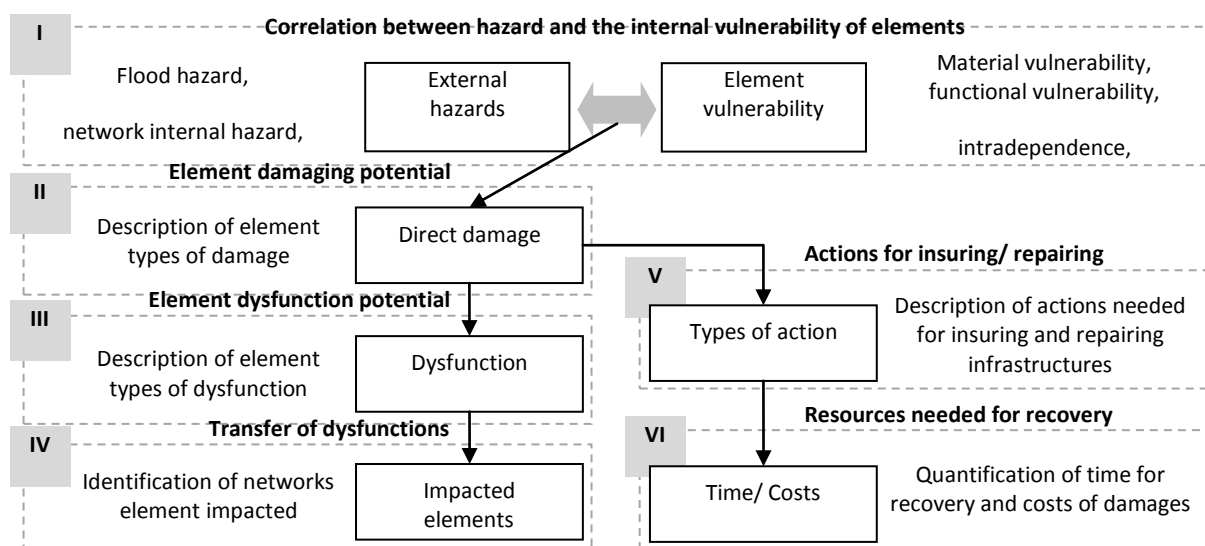 I
Correlation between hazard and the internal vulnerability of elements
Flood hazard,
network internal hazard,
External
hazards
Element
vulnerability
Material vulnerability,
functional vulnerability,
intradependence,
Element damaging potential
II
Description of element
types of damage
Direct damage
Element dysfunction potential
III
Description of element
types of dysfunction
Dysfunction
Transfer of dysfunctions
IV
Identification of networks
element impacted
Impacted
elements
Actions for insuring/ repairing
V
Types of action
Description of actions needed
for insuring and repairing
infrastructures
Resources needed for recovery
VI
Time/ Costs
Quantification of time for
recovery and costs of damages